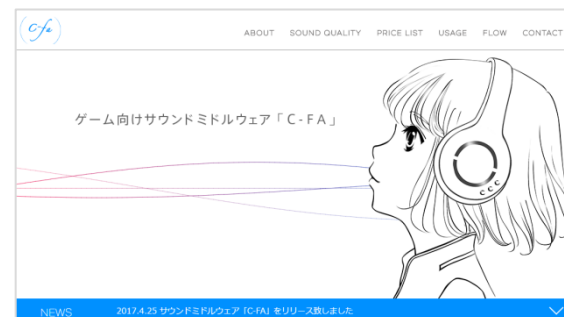 C-fa
ABOUT SOUND QUALITY PRICE LIST USAGE FLOW CONTACT
ゲーム向けサウンドミドルウェア「C-FA」
NEWS 2017.4.25 サウンドミドルウェア「C-FA」をリリース致しました